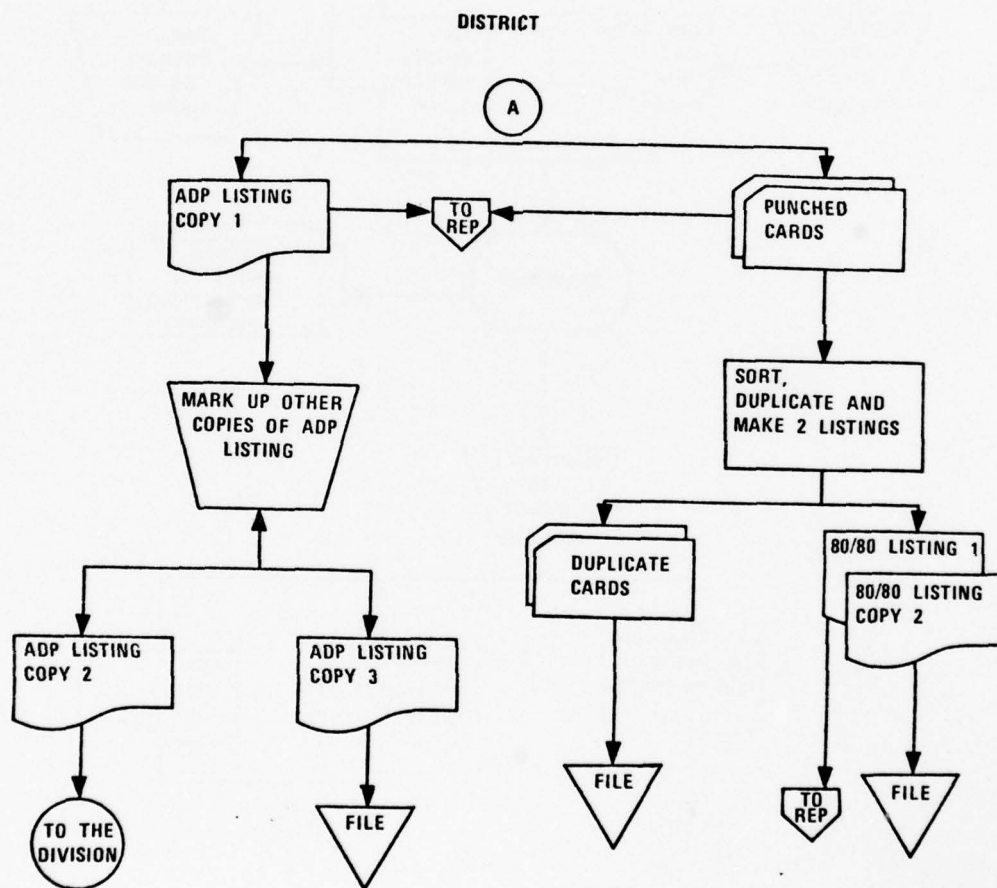 DISTRICT
A
ADP LISTING
COPY 1
TO
REP
PUNCHED
CARDS
MARK UP OTHER
COPIES OF ADP
LISTING
SORT,
DUPLICATE AND
MAKE 2 LISTINGS
DUPLICATE
CARDS
80/80 LISTING 1
80/80 LISTING
COPY 2
ADP LISTING
COPY 2
ADP LISTING
COPY 3
TO THE
DIVISION
FILE
FILE
TO
REP
FILE